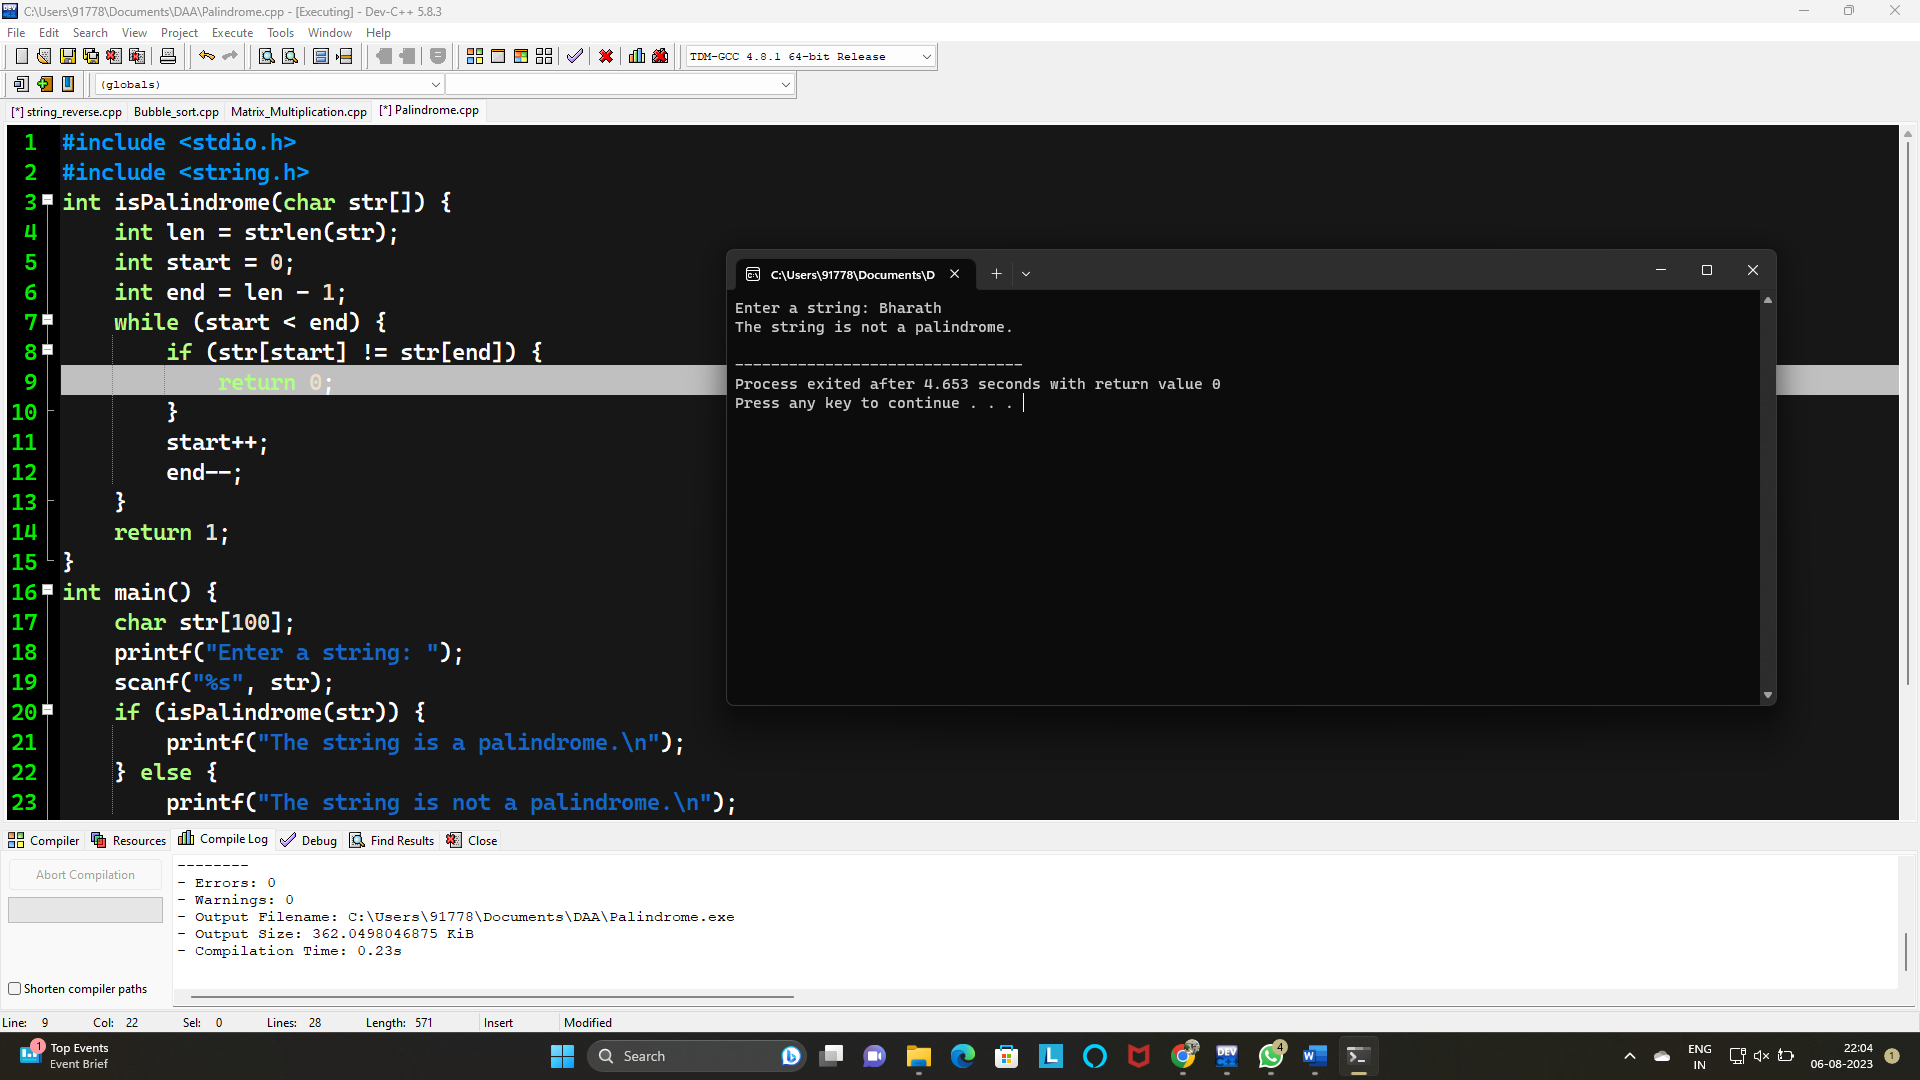 C:\Users\91778\Documents\DAA\Palindrome.cpp - [Executing] - Dev-C++ 5.8.3
File Edit Search View Project Execute Tools Window Help
TDM-GCC 4.8.1 64-bit Release
(globals)
[*] string_reverse.cpp Bubble_sort.cpp Matrix_Multiplication.cpp [*] Palindrome.cpp
1 #include <stdio.h>
2 #include <string.h>
3 int isPalindrome(char str[]) {
4 int len = strlen(str);
5 int start = 0;
6 int end = len - 1;
7 while (start < end) {
8 if (str[start] != str[end]) {
9 return 0;
10 }
11 start++;
12 end--;
13 }
14 return 1;
15 }
16 int main() {
17 char str[100];
18 printf("Enter a string: ");
19 scanf("%s", str);
20 if (isPalindrome(str)) {
21 printf("The string is a palindrome.\n");
22 } else {
23 printf("The string is not a palindrome.\n");
C:\Users\91778\Documents\D
Enter a string: Bharath
The string is not a palindrome.
--------------------------------
Process exited after 4.653 seconds with return value 0
Press any key to continue . . .
Compiler Resources Compile Log Debug Find Results Close
Abort Compilation
--------
- Errors: 0
- Warnings: 0
- Output Filename: C:\Users\91778\Documents\DAA\Palindrome.exe
- Output Size: 362.0498046875 KiB
- Compilation Time: 0.23s
Shorten compiler paths
Line: 9 Col: 22 Sel: 0 Lines: 28 Length: 571 Insert Modified
1 Top Events
Event Brief
Search
DEV
4
ENG
IN
22:04
06-08-2023
1